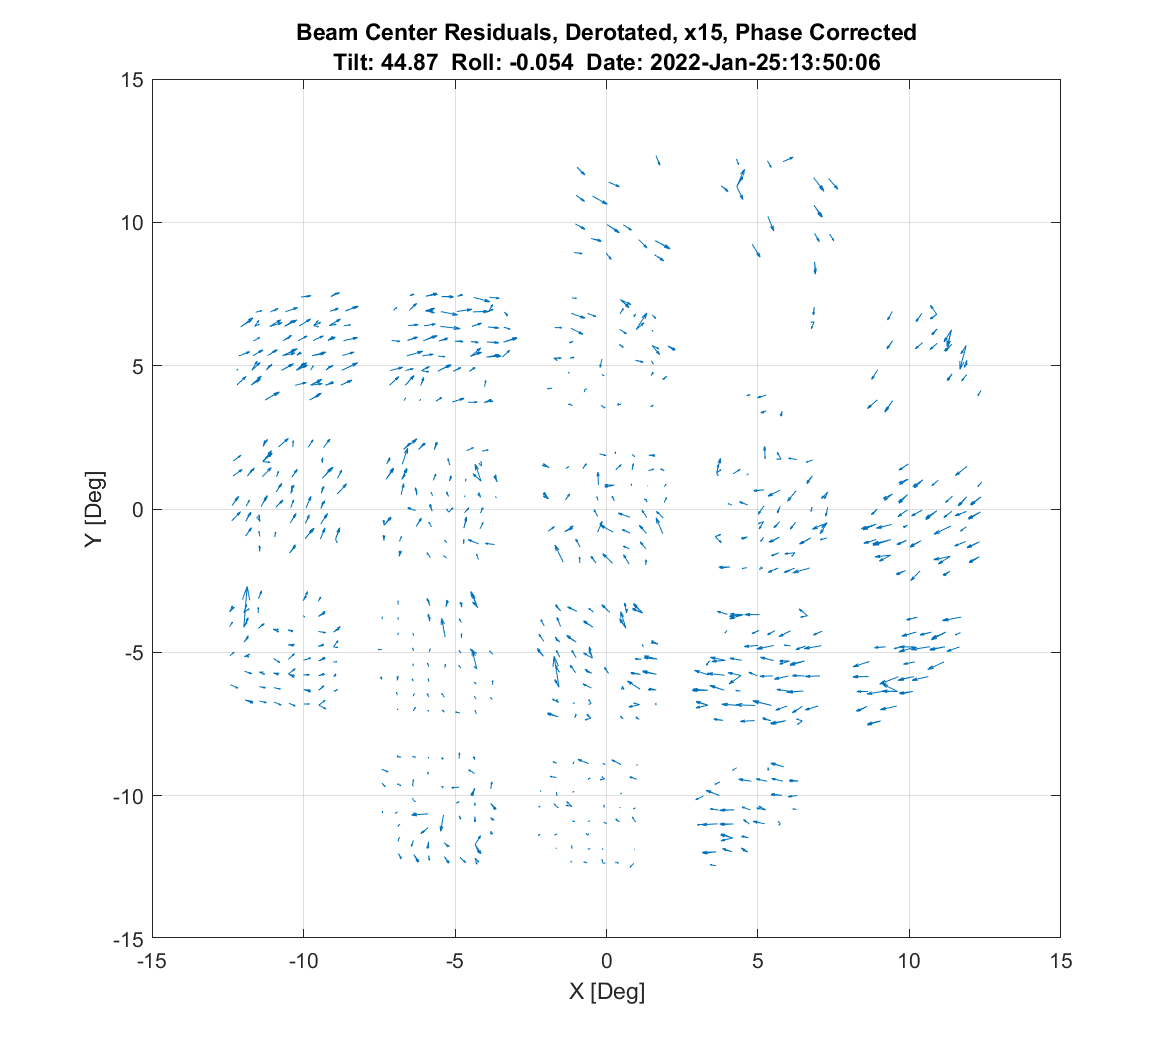 Beam Center Residuals, Derotated, x15, Phase Corrected
Tilt: 44.87  Roll: -0.054  Date: 2022-Jan-25:13:50:06
15
10
5
0
-5
-10
-15
Y [Deg]
-15 -10 -5 0 5 10 15
X [Deg]